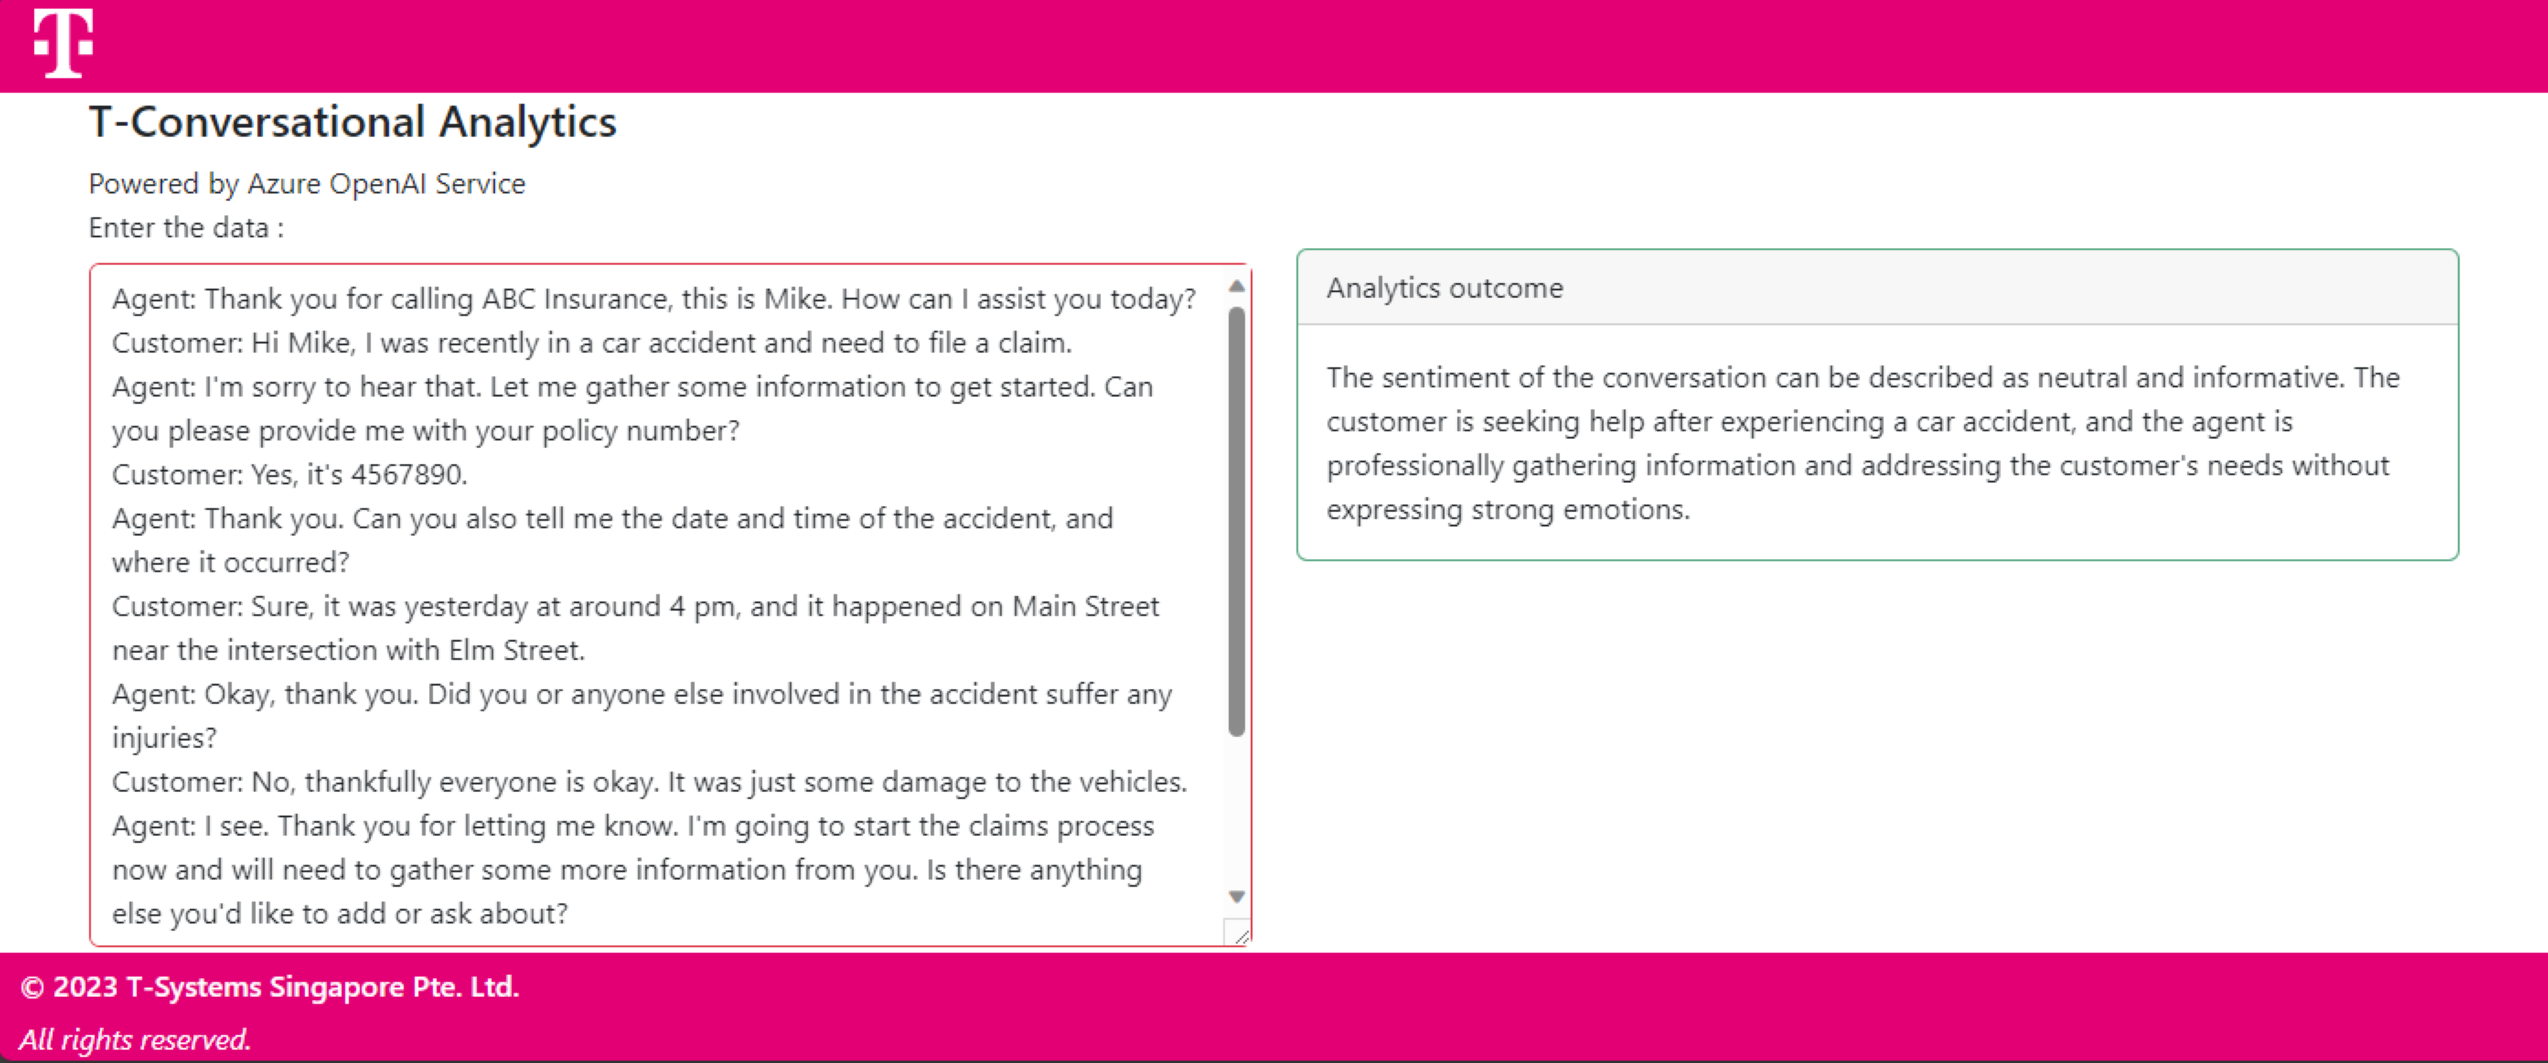 T
T-Conversational Analytics
Powered by Azure OpenAI Service
Enter the data :
Agent: Thank you for calling ABC Insurance, this is Mike. How can I assist you today?
Customer: Hi Mike, I was recently in a car accident and need to file a claim.
Agent: I'm sorry to hear that. Let me gather some information to get started. Can
you please provide me with your policy number?
Customer: Yes, it's 4567890.
Agent: Thank you. Can you also tell me the date and time of the accident, and
where it occurred?
Customer: Sure, it was yesterday at around 4 pm, and it happened on Main Street
near the intersection with Elm Street.
Agent: Okay, thank you. Did you or anyone else involved in the accident suffer any
injuries?
Customer: No, thankfully everyone is okay. It was just some damage to the vehicles.
Agent: I see. Thank you for letting me know. I'm going to start the claims process
now and will need to gather some more information from you. Is there anything
else you'd like to add or ask about?
Analytics outcome
The sentiment of the conversation can be described as neutral and informative. The
customer is seeking help after experiencing a car accident, and the agent is
professionally gathering information and addressing the customer's needs without
expressing strong emotions.
© 2023 T-Systems Singapore Pte. Ltd.
All rights reserved.